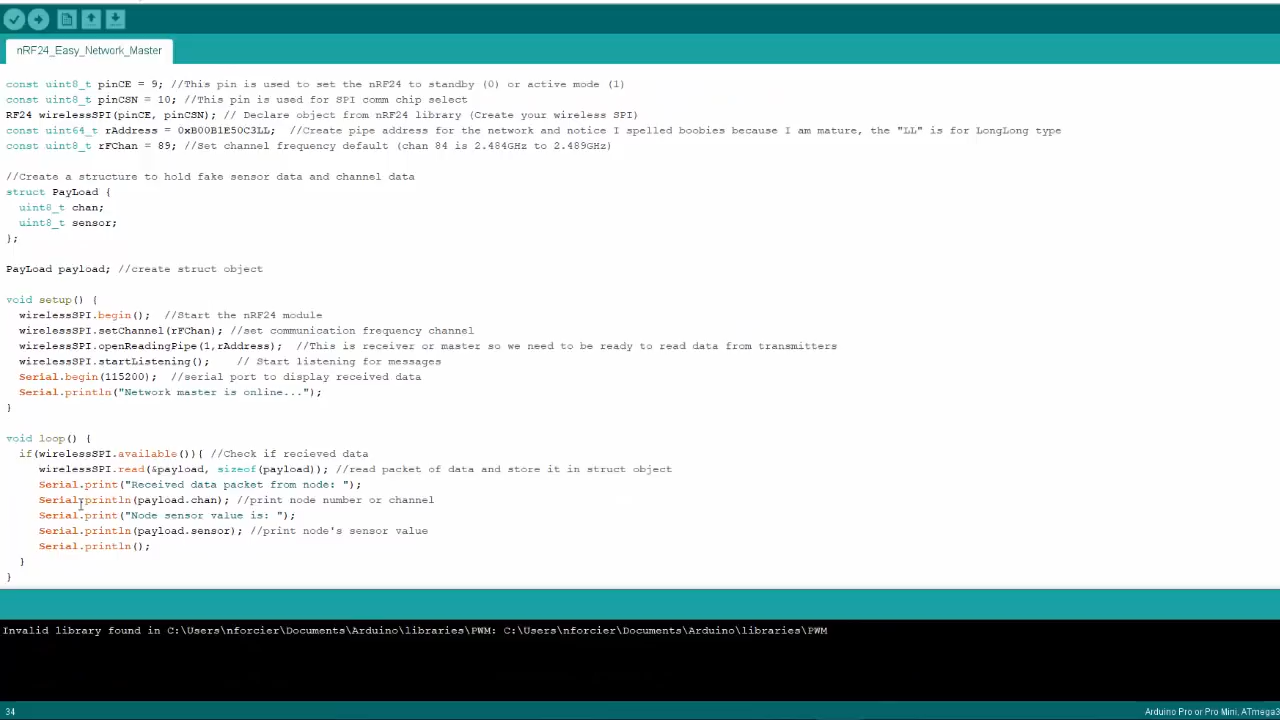 nRF24_Easy_Network_Master
const uint8_t pinCE = 9; //This pin is used to set the nRF24 to standby (0) or active mode (1)
const uint8_t pinCSN = 10; //This pin is used for SPI comm chip select
RF24 wirelessSPI(pinCE, pinCSN); // Declare object from nRF24 library (Create your wireless SPI)
const uint64_t rAddress = 0xB00B1E50C3LL;  //Create pipe address for the network and notice I spelled boobies because I am mature, the "LL" is for LongLong type
const uint8_t rFChan = 89; //Set channel frequency default (chan 84 is 2.484GHz to 2.489GHz)
//Create a structure to hold fake sensor data and channel data
struct PayLoad {
  uint8_t chan;
  uint8_t sensor;
};
PayLoad payload; //create struct object
void setup() {
  wirelessSPI.begin();  //Start the nRF24 module
  wirelessSPI.setChannel(rFChan); //set communication frequency channel
  wirelessSPI.openReadingPipe(1,rAddress);  //This is receiver or master so we need to be ready to read data from transmitters
  wirelessSPI.startListening();    // Start listening for messages
  Serial.begin(115200);  //serial port to display received data
  Serial.println("Network master is online...");
}
void loop() {
  if(wirelessSPI.available()){ //Check if recieved data
     wirelessSPI.read(&payload, sizeof(payload)); //read packet of data and store it in struct object
     Serial.print("Received data packet from node: ");
     Serial.println(payload.chan); //print node number or channel
     Serial.print("Node sensor value is: ");
     Serial.println(payload.sensor); //print node's sensor value
     Serial.println();
  }
}
Invalid library found in C:\Users\nforcier\Documents\Arduino\libraries\PWM: C:\Users\nforcier\Documents\Arduino\libraries\PWM
34
Arduino Pro or Pro Mini, ATmega3